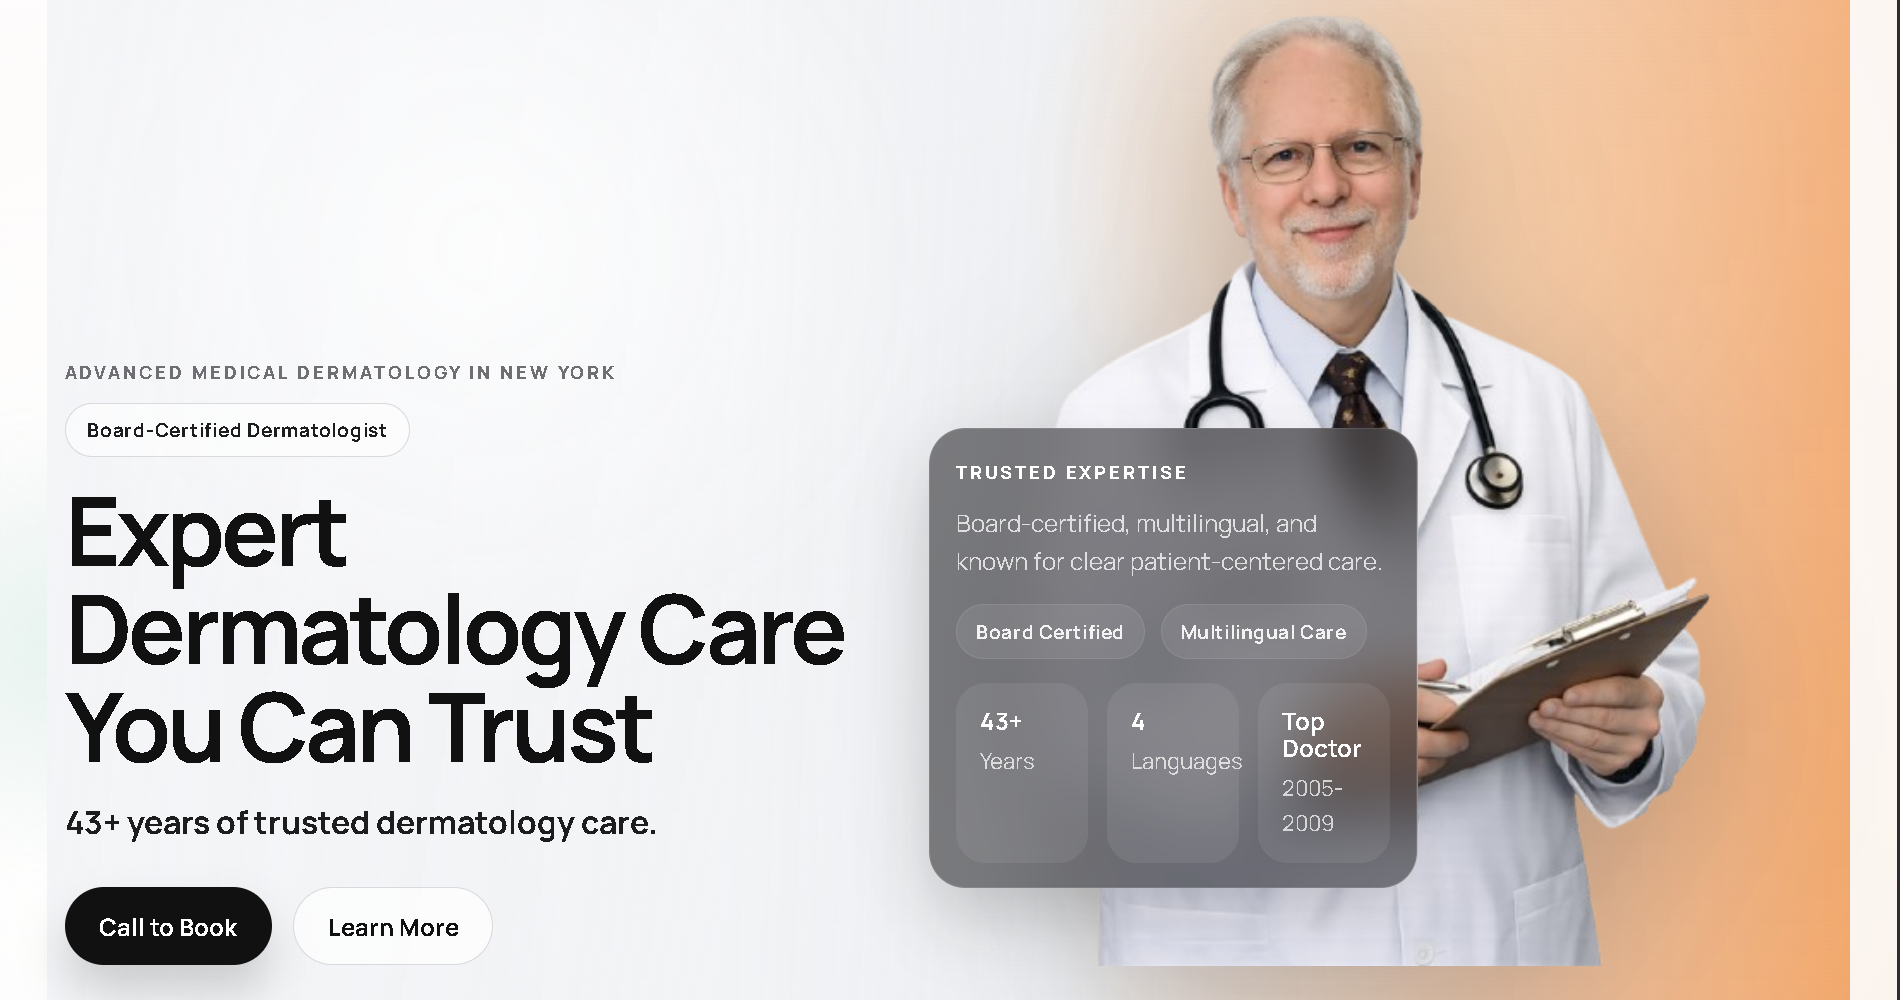 ADVANCED MEDICAL DERMATOLOGY IN NEW YORK
Board-Certified Dermatologist
Expert
Dermatology Care
You Can Trust
43+ years of trusted dermatology care.
Call to Book
Learn More
TRUSTED EXPERTISE
Board-certified, multilingual, and
known for clear patient-centered care.
Board Certified
Multilingual Care
43+
Years
4
Languages
Top
Doctor
2005-
2009